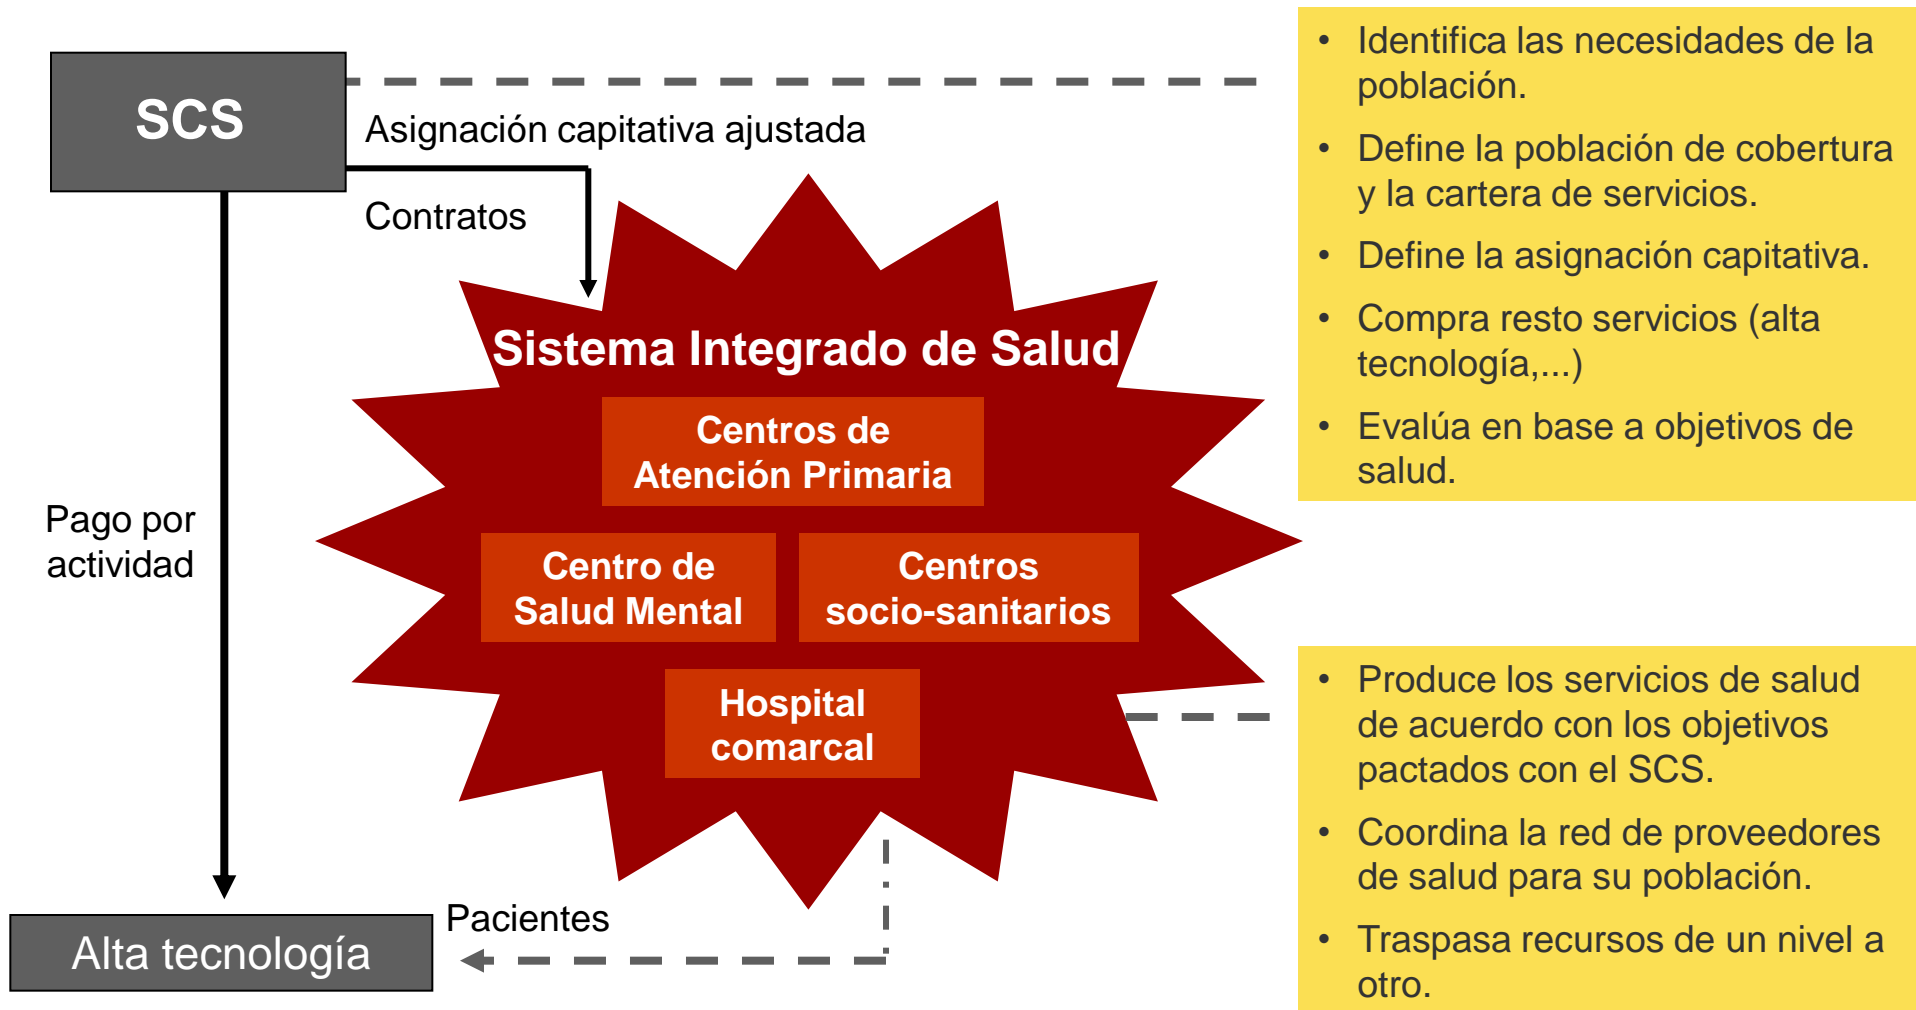 SCS
Asignación capitativa ajustada
Contratos
Sistema Integrado de Salud
Centros de
Atención Primaria
Centro de
Salud Mental
Centros
socio-sanitarios
Hospital
comarcal
Pago por
actividad
Alta tecnología
Pacientes
• Identifica las necesidades de la
población.
• Define la población de cobertura
y la cartera de servicios.
• Define la asignación capitativa.
• Compra resto servicios (alta
tecnología,...)
• Evalúa en base a objetivos de
salud.
• Produce los servicios de salud
de acuerdo con los objetivos
pactados con el SCS.
• Coordina la red de proveedores
de salud para su población.
• Traspasa recursos de un nivel a
otro.